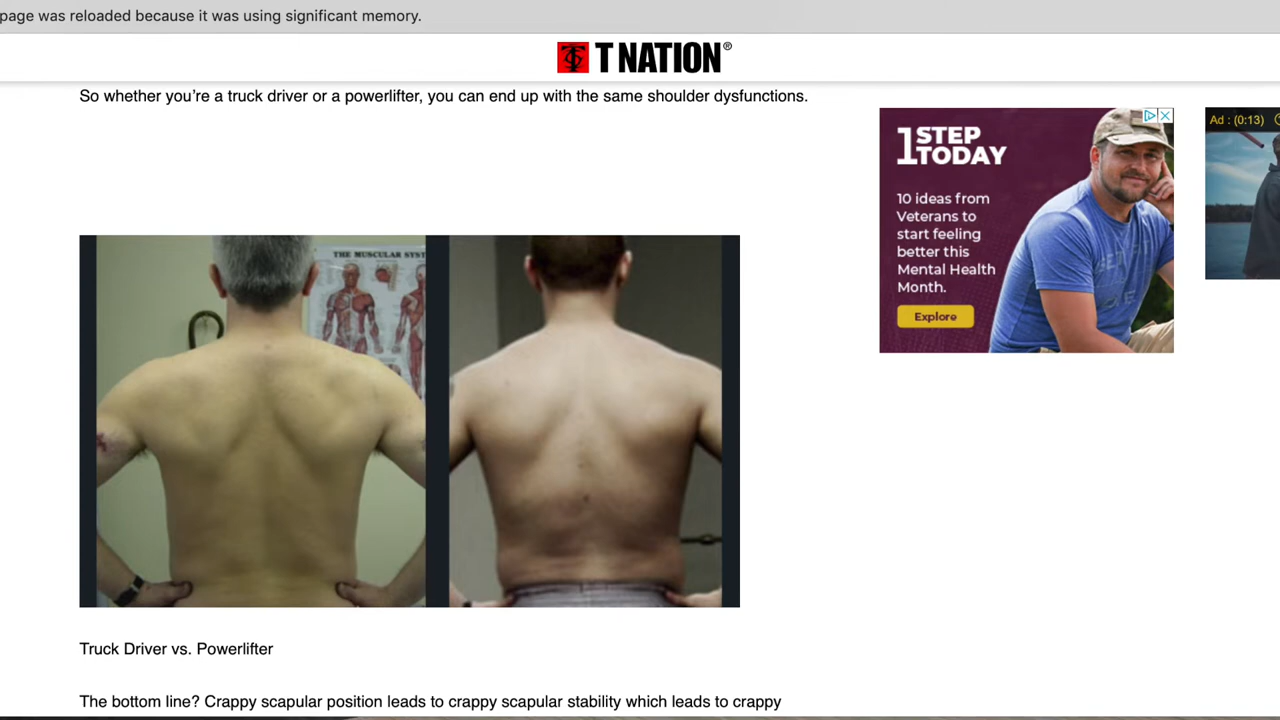 page was reloaded because it was using significant memory.
T NATION®
So whether you’re a truck driver or a powerlifter, you can end up with the same shoulder dysfunctions.
THE MUSCULAR SYST
1 STEP
TODAY
10 ideas from
Veterans to
start feeling
better this
Mental Health
Month.
Explore
Ad : (0:13)
Truck Driver vs. Powerlifter
The bottom line? Crappy scapular position leads to crappy scapular stability which leads to crappy